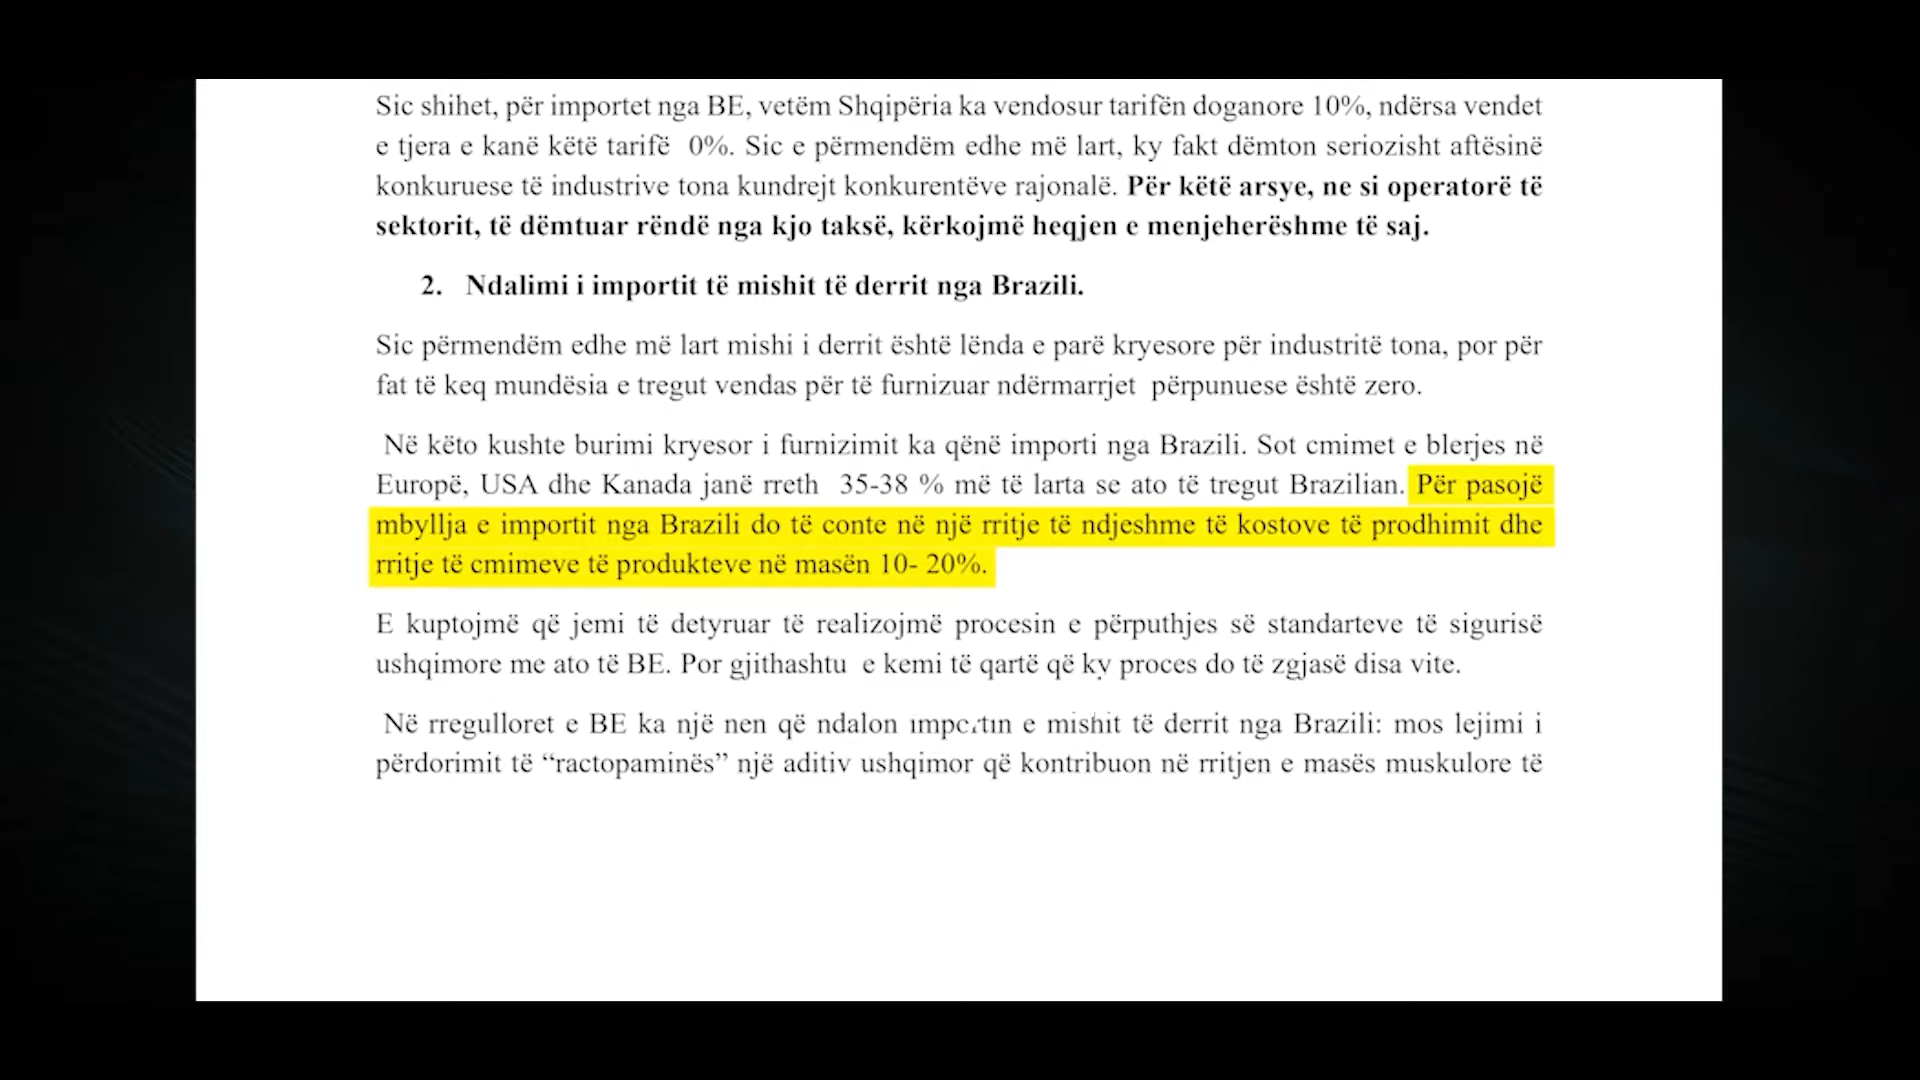 Sic shihet, për importet nga BE, vetëm Shqipëria ka vendosur tarifën doganore 10%, ndërsa vendet
e tjera e kanë këtë tarifë 0%. Sic e përmendëm edhe më lart, ky fakt dëmton seriozisht aftësinë
konkuruese të industrive tona kundrejt konkurentëve rajonalë. Për këtë arsye, ne si operatorë të
sektorit, të dëmtuar rëndë nga kjo taksë, kërkojmë heqjen e menjeherëshme të saj.
2. Ndalimi i importit të mishit të derrit nga Brazili.
Sic përmendëm edhe më lart mishi i derrit është lënda e parë kryesore për industritë tona, por për
fat të keq mundësia e tregut vendas për të furnizuar ndërmarrjet përpunuese është zero.
Në këto kushte burimi kryesor i furnizimit ka qënë importi nga Brazili. Sot cmimet e blerjes në
Europë, USA dhe Kanada janë rreth 35-38 % më të larta se ato të tregut Brazilian. Për pasojë
mbyllja e importit nga Brazili do të conte në një rritje të ndjeshme të kostove të prodhimit dhe
rritje të cmimeve të produkteve në masën 10- 20%.
E kuptojmë që jemi të detyruar të realizojmë procesin e përputhjes së standarteve të sigurisë
ushqimore me ato të BE. Por gjithashtu e kemi të qartë që ky proces do të zgjasë disa vite.
Në rregulloret e BE ka një nen që ndalon importin e mishit të derrit nga Brazili: mos lejimi i
përdorimit të “ractopaminës” një aditiv ushqimor që kontribuon në rritjen e masës muskulore të